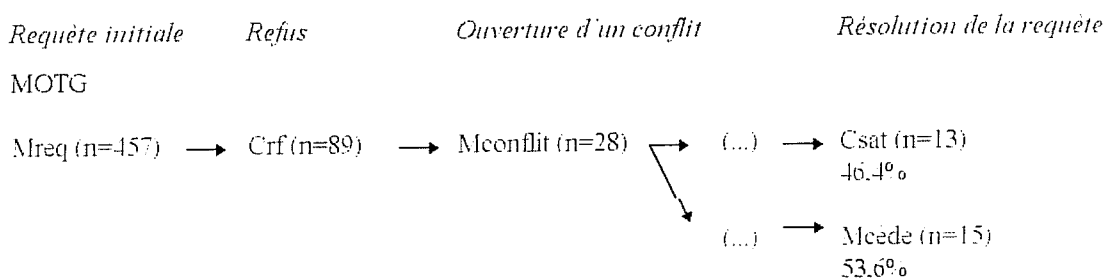 Requête initiale Refus Ouverture d'un conflit Résolution de la requête
MOTG
Mreq (n=457) → Crf (n=89) → Mconflit (n=28) → (...) → Csat (n=13)
46.4%
(...) → Mcède (n=15)
53.6%